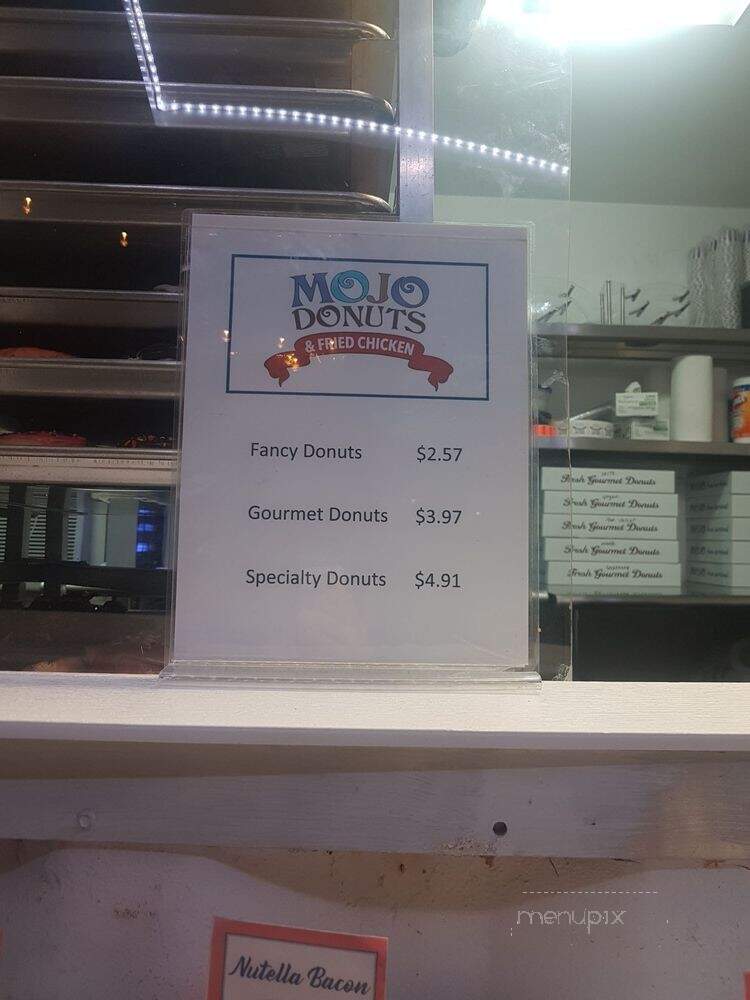 MOJO
DONUTS
& FRIED CHICKEN
Fancy Donuts $2.57
Gourmet Donuts $3.97
Specialty Donuts $4.91
Fresh Gourmet Donuts
Fresh Gourmet Donuts
Fresh Gourmet Donuts
Fresh Gourmet Donuts
Fresh Gourmet Donuts
menupix
Nutella Bacon